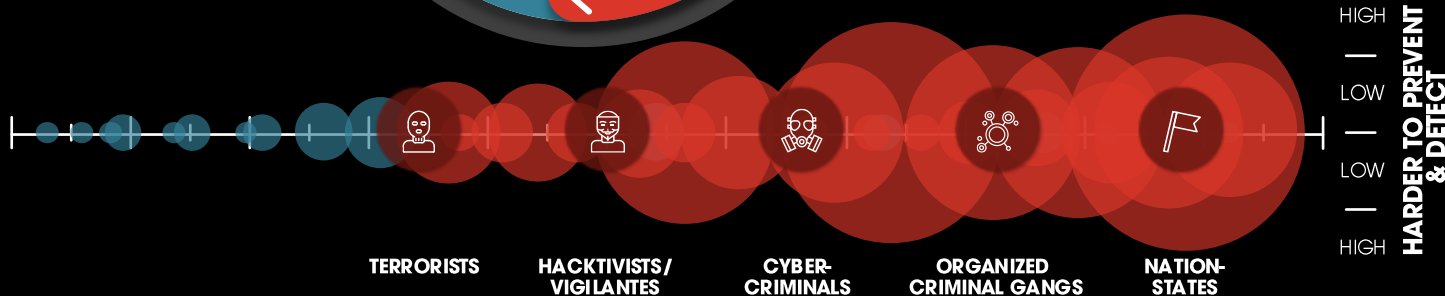 TERRORISTS
HACKTIVISTS/
VIGILANTES
CYBER-
CRIMINALS
ORGANIZED
CRIMINAL GANGS
NATION-
STATES
HIGH
LOW
LOW
HIGH
HARDER TO PREVENT
& DETECT